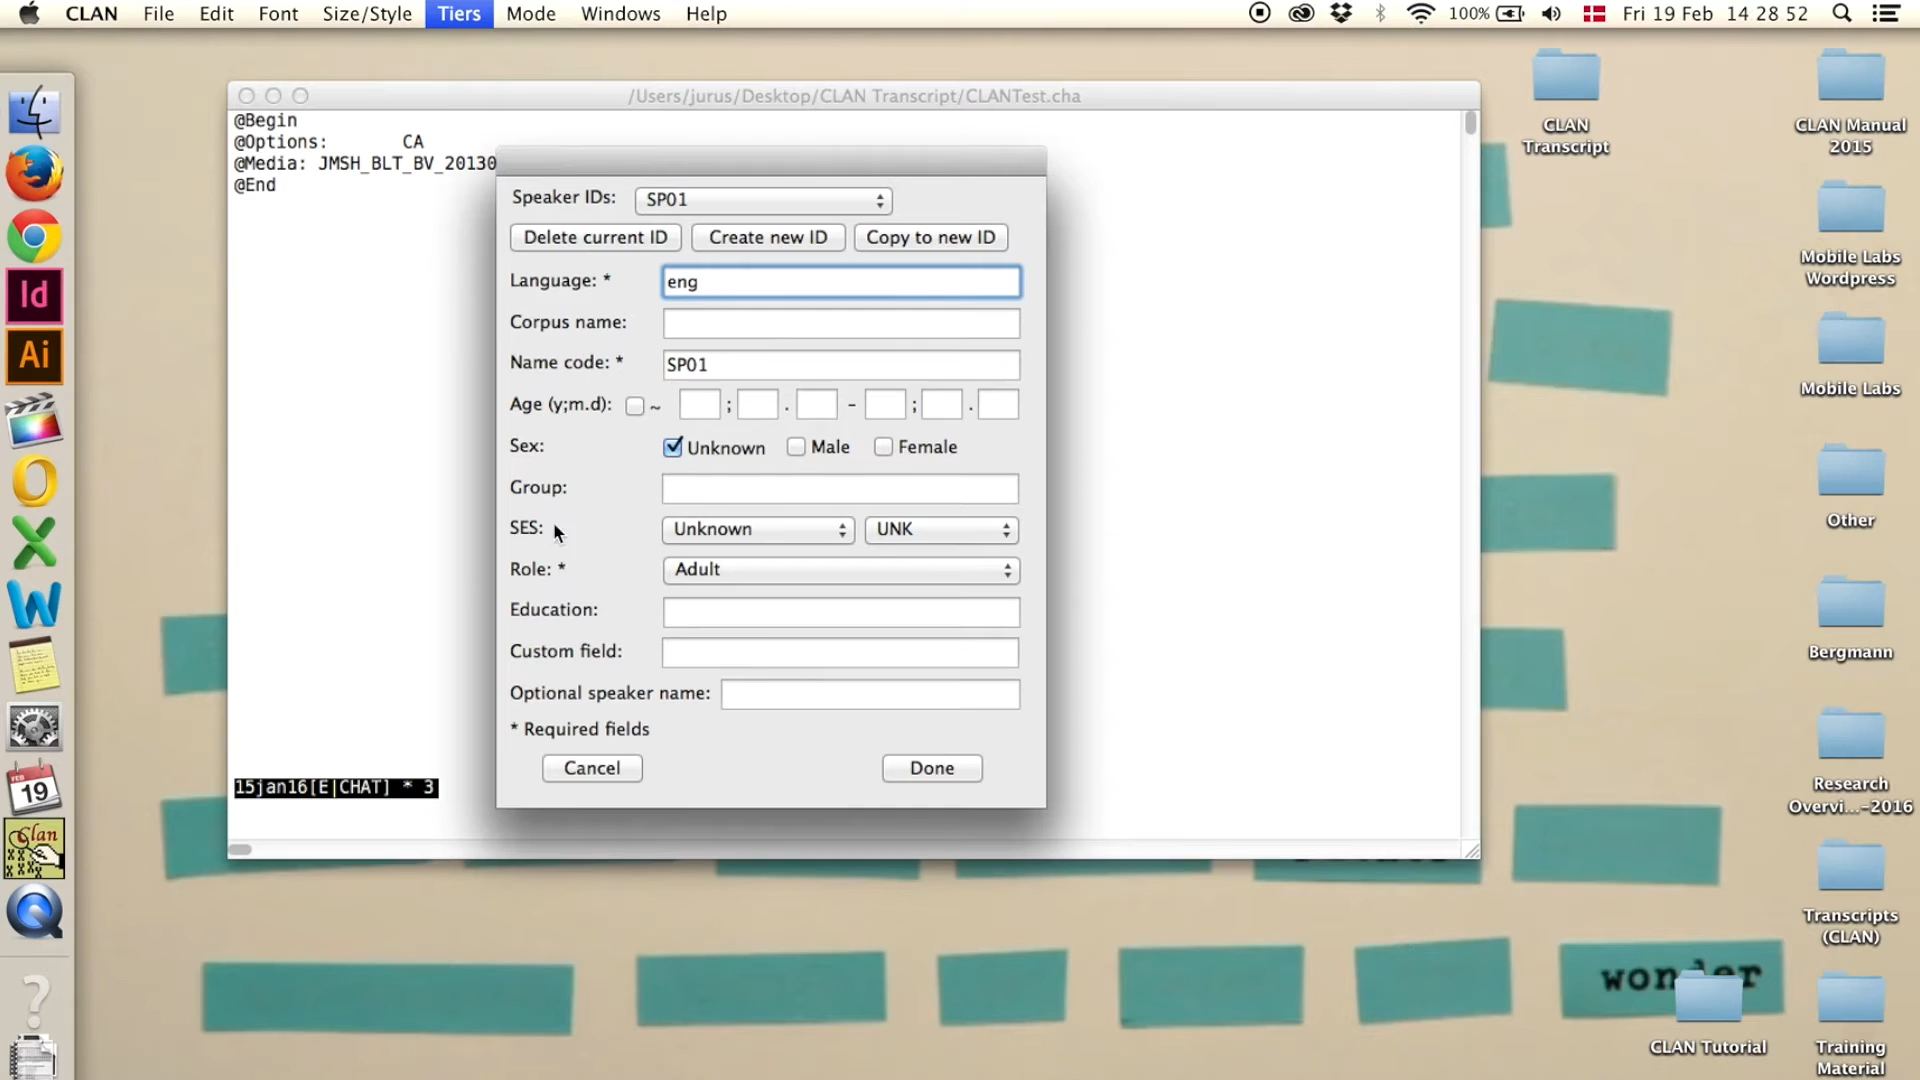 CLAN File Edit Font Size/Style Tiers Mode Windows Help 100% Fri 19 Feb 14 28 52
/Users/jurus/Desktop/CLAN Transcript/CLANTest.cha
@Begin
@Options: CA
@Media: JMSH_BLT_BV_20130
@End
15jan16[E|CHAT] * 3
Speaker IDs: SP01
Delete current ID Create new ID Copy to new ID
Language: * eng
Corpus name:
Name code: * SP01
Age (y;m.d): ~ ; . - ; .
Sex: Unknown Male Female
Group:
SES: Unknown UNK
Role: * Adult
Education:
Custom field:
Optional speaker name:
* Required fields
Cancel Done
CLAN
Transcript
CLAN Manual
2015
Mobile Labs
Wordpress
Mobile Labs
Other
Bergmann
Research
Overvi...-2016
Transcripts
(CLAN)
CLAN Tutorial
Training
Material
Id
Ai
FEB
19
Clan